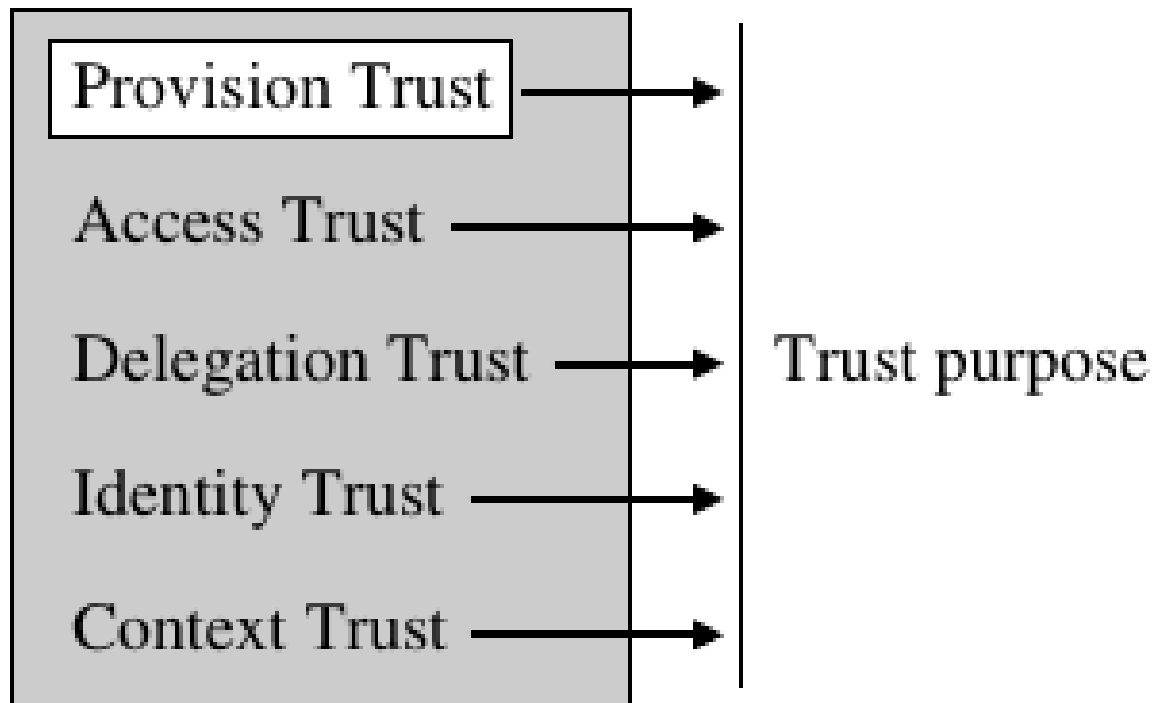 Provision Trust
Access Trust
Delegation Trust
Trust purpose
Identity Trust
Context Trust